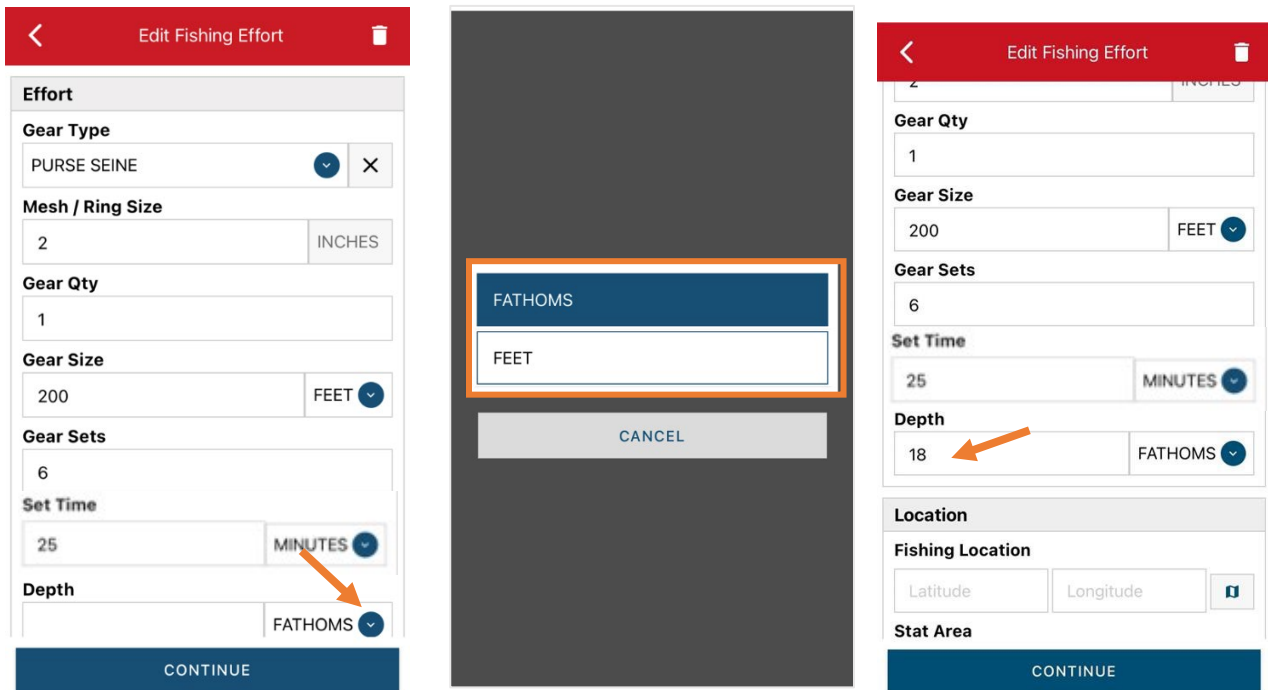 Edit Fishing Effort
Effort
Gear Type
PURSE SEINE
Mesh / Ring Size
2 INCHES
Gear Qty
1
Gear Size
200 FEET
Gear Sets
6
Set Time
25 MINUTES
Depth
FATHOMS
CONTINUE
FATHOMS
FEET
CANCEL
Edit Fishing Effort
2 INCHES
Gear Qty
1
Gear Size
200 FEET
Gear Sets
6
Set Time
25 MINUTES
Depth
18 FATHOMS
Location
Fishing Location
Latitude Longitude
Stat Area
CONTINUE